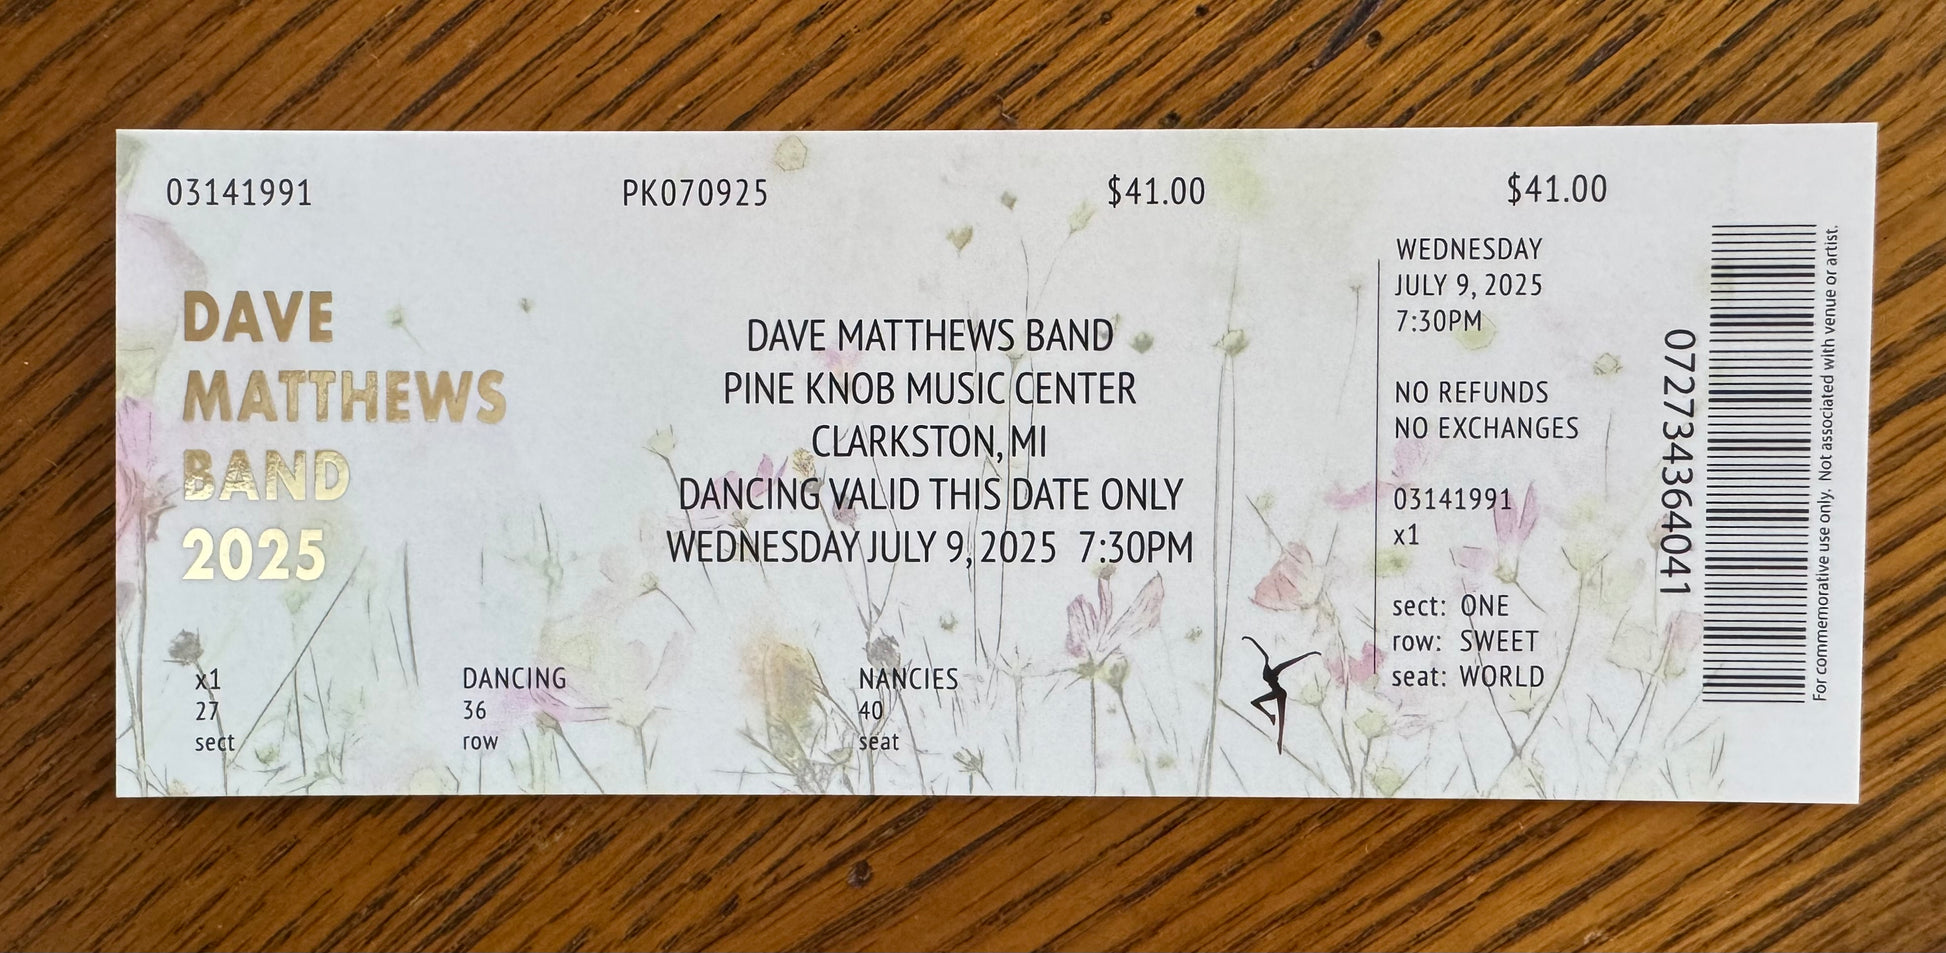 03141991
PK070925
$41.00
$41.00
DAVE
MATTHEWS
BAND
2025
DAVE MATTHEWS BAND
PINE KNOB MUSIC CENTER
CLARKSTON, MI
DANCING VALID THIS DATE ONLY
WEDNESDAY JULY 9, 2025 7:30PM
x1
27
sect
DANCING
36
row
NANCIES
40
seat
WEDNESDAY
JULY 9, 2025
7:30PM
NO REFUNDS
NO EXCHANGES
03141991
x1
sect: ONE
row: SWEET
seat: WORLD
0727343364041
For commemorative use only. Not associated with venue or artist.